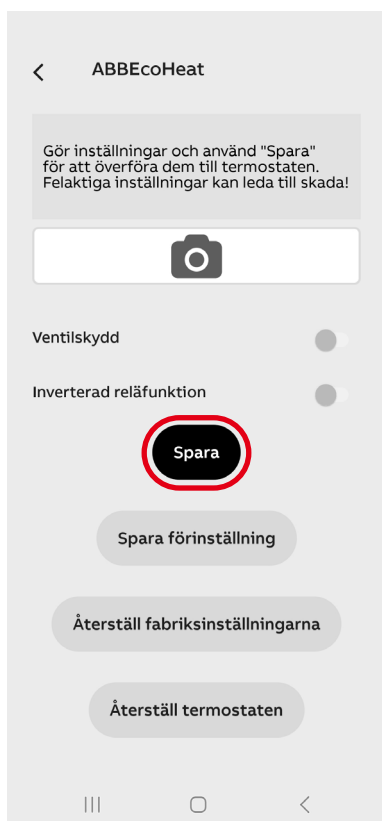 ABBEcoHeat
Gör inställningar och använd "Spara"
för att överföra dem till termostaten.
Felaktiga inställningar kan leda till skada!
Ventilskydd
Inverterad reläfunktion
Spara
Spara förinställning
Återställ fabriksinställningarna
Återställ termostaten